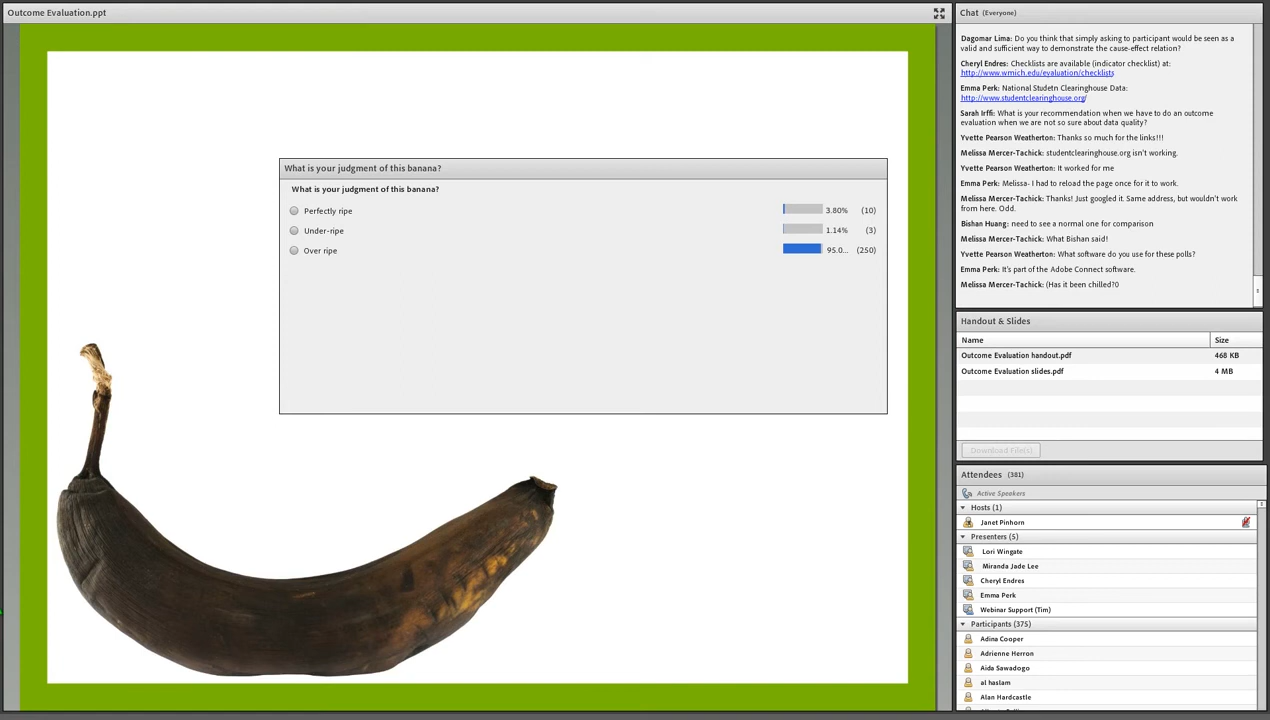 Outcome Evaluation.ppt
What is your judgment of this banana?
What is your judgment of this banana?
Perfectly ripe 3.80% (10)
Under-ripe 1.14% (3)
Over ripe 95.0... (250)
Chat (Everyone)
Dagomar Lima: Do you think that simply asking to participant would be seen as a
valid and sufficient way to demonstrate the cause-effect relation?
Cheryl Endres: Checklists are available (indicator checklist) at:
http://www.wmich.edu/evaluation/checklists
Emma Perk: National Studetn Clearinghouse Data:
http://www.studentclearinghouse.org/
Sarah Irffi: What is your recommendation when we have to do an outcome
evaluation when we are not so sure about data quality?
Yvette Pearson Weatherton: Thanks so much for the links!!!
Melissa Mercer-Tachick: studentclearinghouse.org isn't working.
Yvette Pearson Weatherton: It worked for me
Emma Perk: Melissa- I had to reload the page once for it to work.
Melissa Mercer-Tachick: Thanks! Just googled it. Same address, but wouldn't work
from here. Odd.
Bishan Huang: need to see a normal one for comparison
Melissa Mercer-Tachick: What Bishan said!
Yvette Pearson Weatherton: What software do you use for these polls?
Emma Perk: It's part of the Adobe Connect software.
Melissa Mercer-Tachick: (Has it been chilled?0
Handout & Slides
Name Size
Outcome Evaluation handout.pdf 468 KB
Outcome Evaluation slides.pdf 4 MB
Download File(s)
Attendees (381)
Active Speakers
Hosts (1)
Janet Pinhorn
Presenters (5)
Lori Wingate
Miranda Jade Lee
Cheryl Endres
Emma Perk
Webinar Support (Tim)
Participants (375)
Adina Cooper
Adrienne Herron
Aida Sawadogo
al haslam
Alan Hardcastle